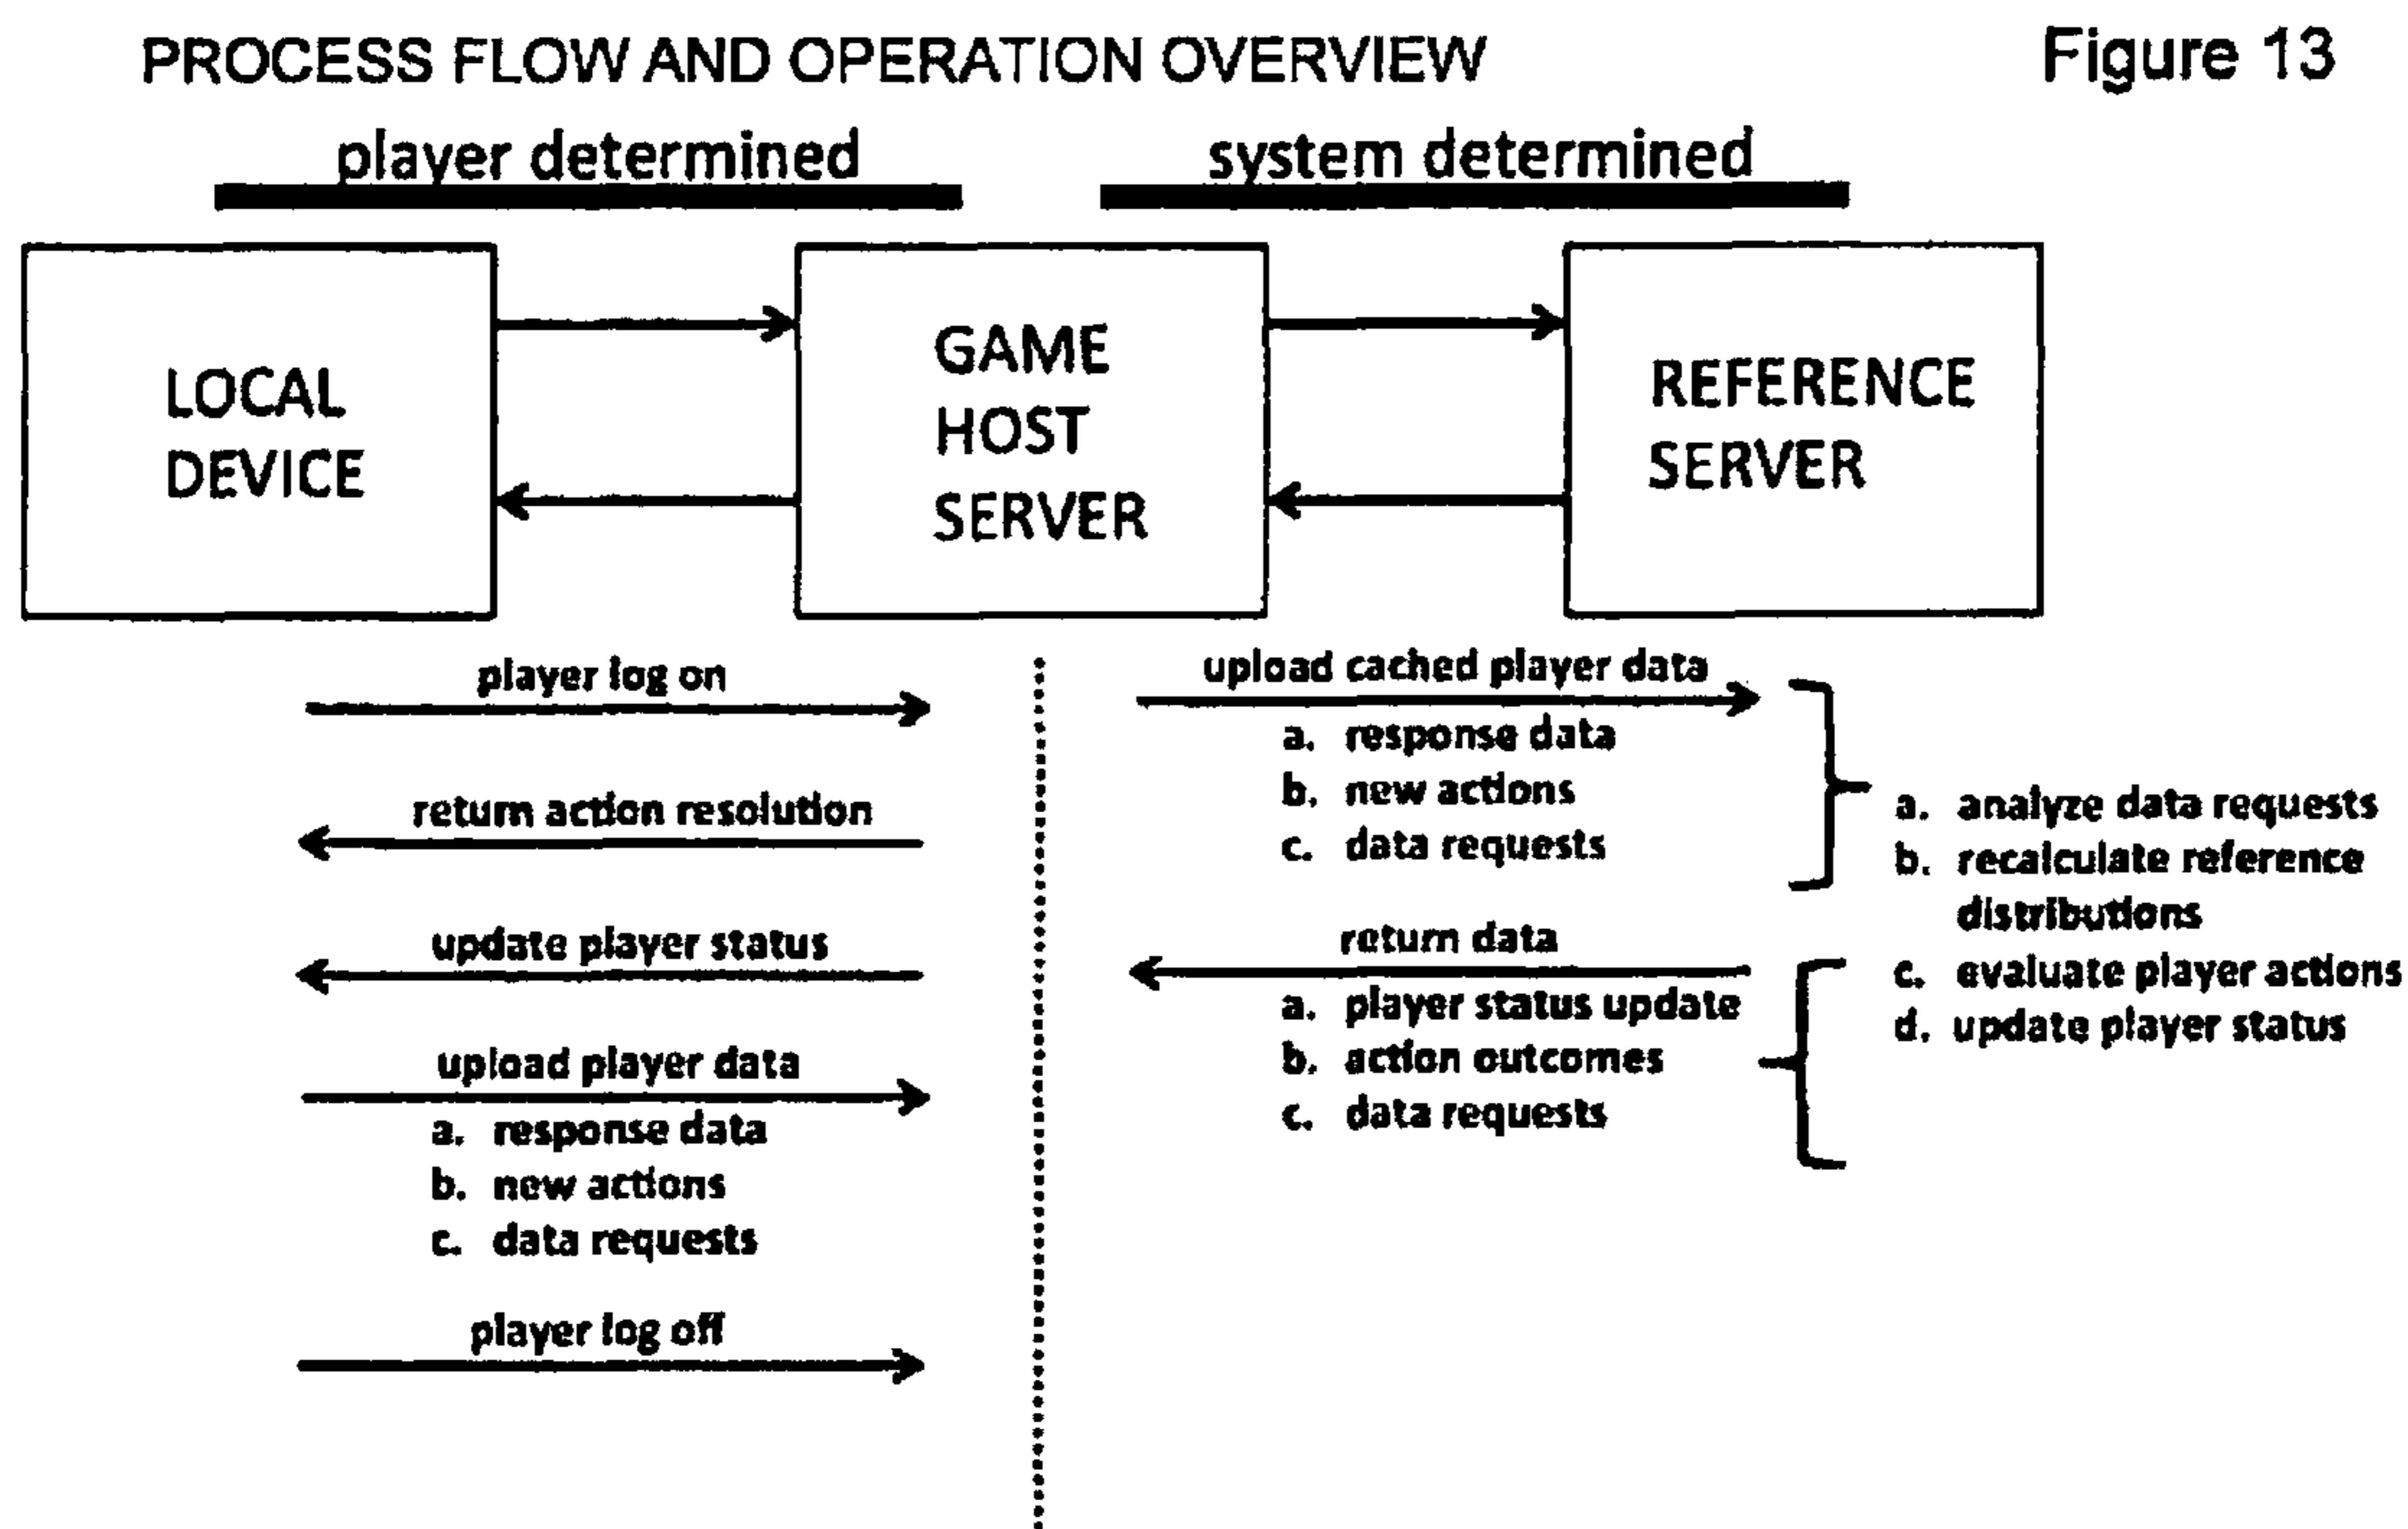 PROCESS FLOW AND OPERATION OVERVIEW
Figure 13
player determined
system determined
LOCAL
DEVICE
GAME
HOST
SERVER
REFERENCE
SERVER
player log on
return action resolution
update player status
upload player data
a. response data
b. new actions
c. data requests
player log off
upload cached player data
a. response data
b. new actions
c. data requests
return data
a. player status update
b. action outcomes
c. data requests
a. analyze data requests
b. recalculate reference
distributions
c. evaluate player actions
d. update player status